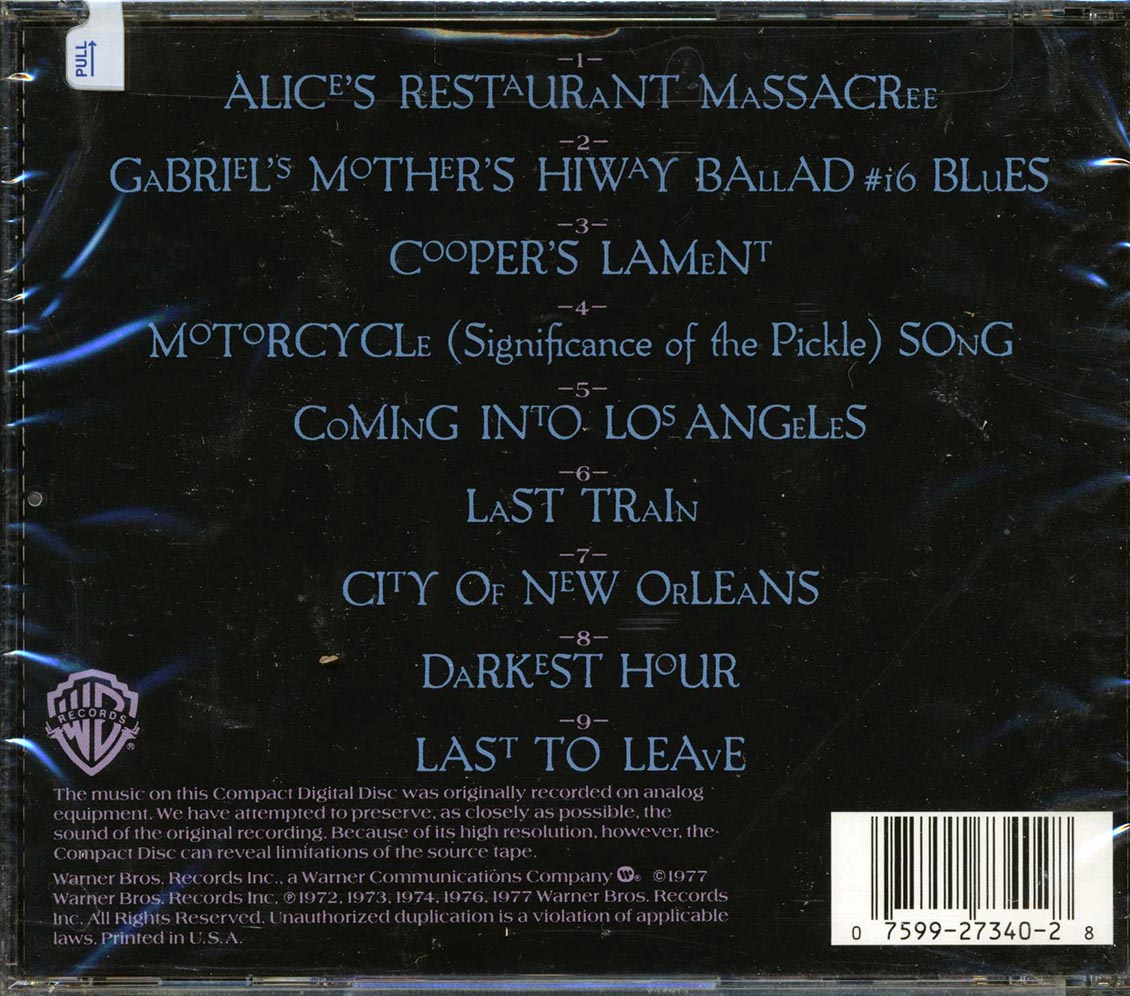 PULL
–1–
ALICE'S RESTAURANT MASSACREE
–2–
GABRIEL'S MOTHER'S HIWAY BALLAD #16 BLUES
–3–
COOPER'S LAMENT
–4–
MOTORCYCLE (Significance of the Pickle) SONG
–5–
COMING INTO LOS ANGELES
–6–
LAST TRAIN
–7–
CITY OF NEW ORLEANS
–8–
DARKEST HOUR
–9–
LAST TO LEAVE
WB
RECORDS
®
The music on this Compact Digital Disc was originally recorded on analog
equipment. We have attempted to preserve, as closely as possible, the
sound of the original recording. Because of its high resolution, however, the
Compact Disc can reveal limitations of the source tape.
Warner Bros. Records Inc., a Warner Communications Company ©1977
Warner Bros. Records Inc. ℗1972, 1973, 1974, 1976, 1977 Warner Bros. Records
Inc. All Rights Reserved. Unauthorized duplication is a violation of applicable
laws. Printed in U.S.A.
0 7599-27340-2 8